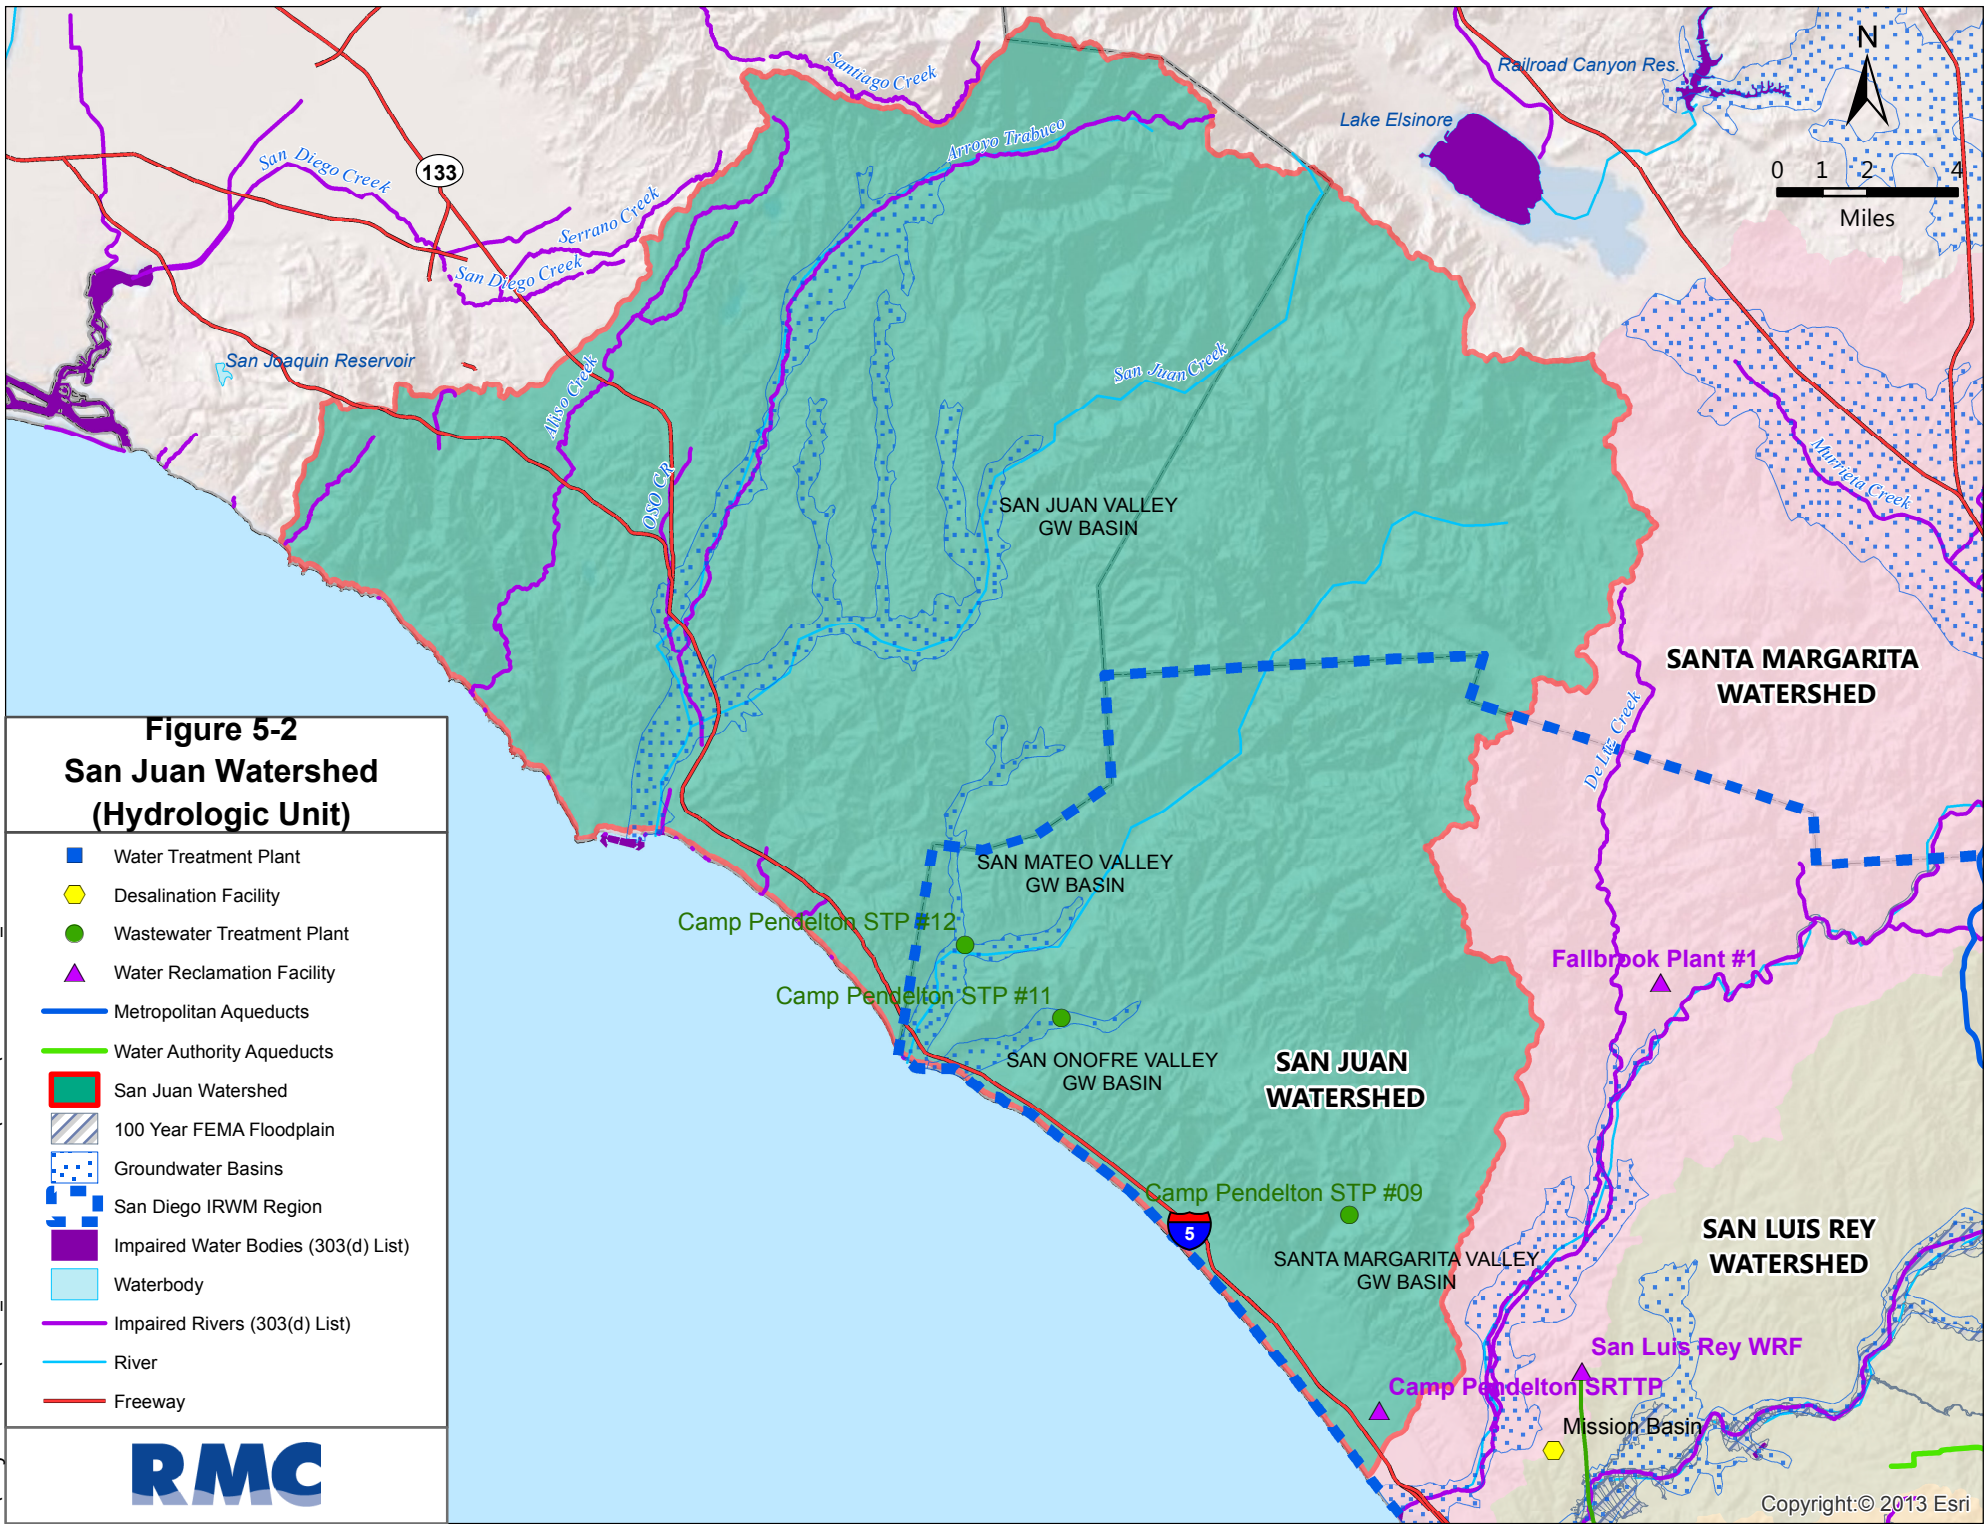 Santiago Creek
Railroad Canyon Res.
N
Lake Elsinore
Arroyo Trabuco
San Diego Creek
133
0 1 2 4
Miles
Serrano Creek
San Diego Creek
San Joaquin Reservoir
Aliso Creek
San Juan Creek
Murrieta Creek
OSO CR
SAN JUAN VALLEY
GW BASIN
SANTA MARGARITA
WATERSHED
De Luz Creek
Figure 5-2
San Juan Watershed
(Hydrologic Unit)
Water Treatment Plant
Desalination Facility
Wastewater Treatment Plant
Water Reclamation Facility
Metropolitan Aqueducts
Water Authority Aqueducts
San Juan Watershed
100 Year FEMA Floodplain
Groundwater Basins
San Diego IRWM Region
Impaired Water Bodies (303(d) List)
Waterbody
Impaired Rivers (303(d) List)
River
Freeway
RMC
SAN MATEO VALLEY
GW BASIN
Camp Pendelton STP #12
Camp Pendelton STP #11
Fallbrook Plant #1
SAN ONOFRE VALLEY
GW BASIN
SAN JUAN
WATERSHED
Camp Pendelton STP #09
5
SANTA MARGARITA VALLEY
GW BASIN
SAN LUIS REY
WATERSHED
San Luis Rey WRF
Camp Pendelton SRTTP
Mission Basin
Copyright:© 2013 Esri